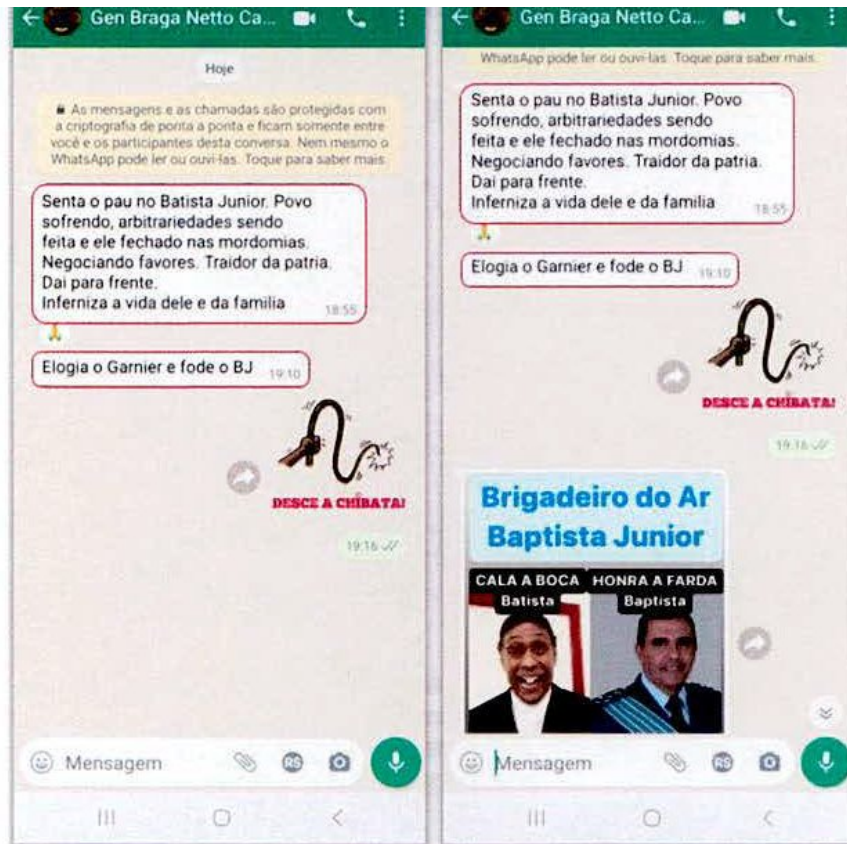 Gen Braga Netto Ca...
Hoje
As mensagens e as chamadas são protegidas com
a criptografia de ponta a ponta e ficam somente entre
você e os participantes desta conversa. Nem mesmo o
WhatsApp pode ler ou ouvi-las. Toque para saber mais.
Senta o pau no Batista Junior. Povo
sofrendo, arbitrariedades sendo
feita e ele fechado nas mordomias.
Negociando favores. Traidor da patria.
Dai para frente.
Inferniza a vida dele e da familia
18:55
Elogia o Garnier e fode o BJ
19:10
DESCE A CHIBATA!
19:16
Mensagem
RS
Gen Braga Netto Ca...
WhatsApp pode ler ou ouvi-las. Toque para saber mais.
Senta o pau no Batista Junior. Povo
sofrendo, arbitrariedades sendo
feita e ele fechado nas mordomias.
Negociando favores. Traidor da patria.
Dai para frente.
Inferniza a vida dele e da familia
18:55
Elogia o Garnier e fode o BJ
19:10
DESCE A CHIBATA!
19:16
Brigadeiro do Ar
Baptista Junior
CALA A BOCA HONRA A FARDA
Batista Baptista
Mensagem
RS